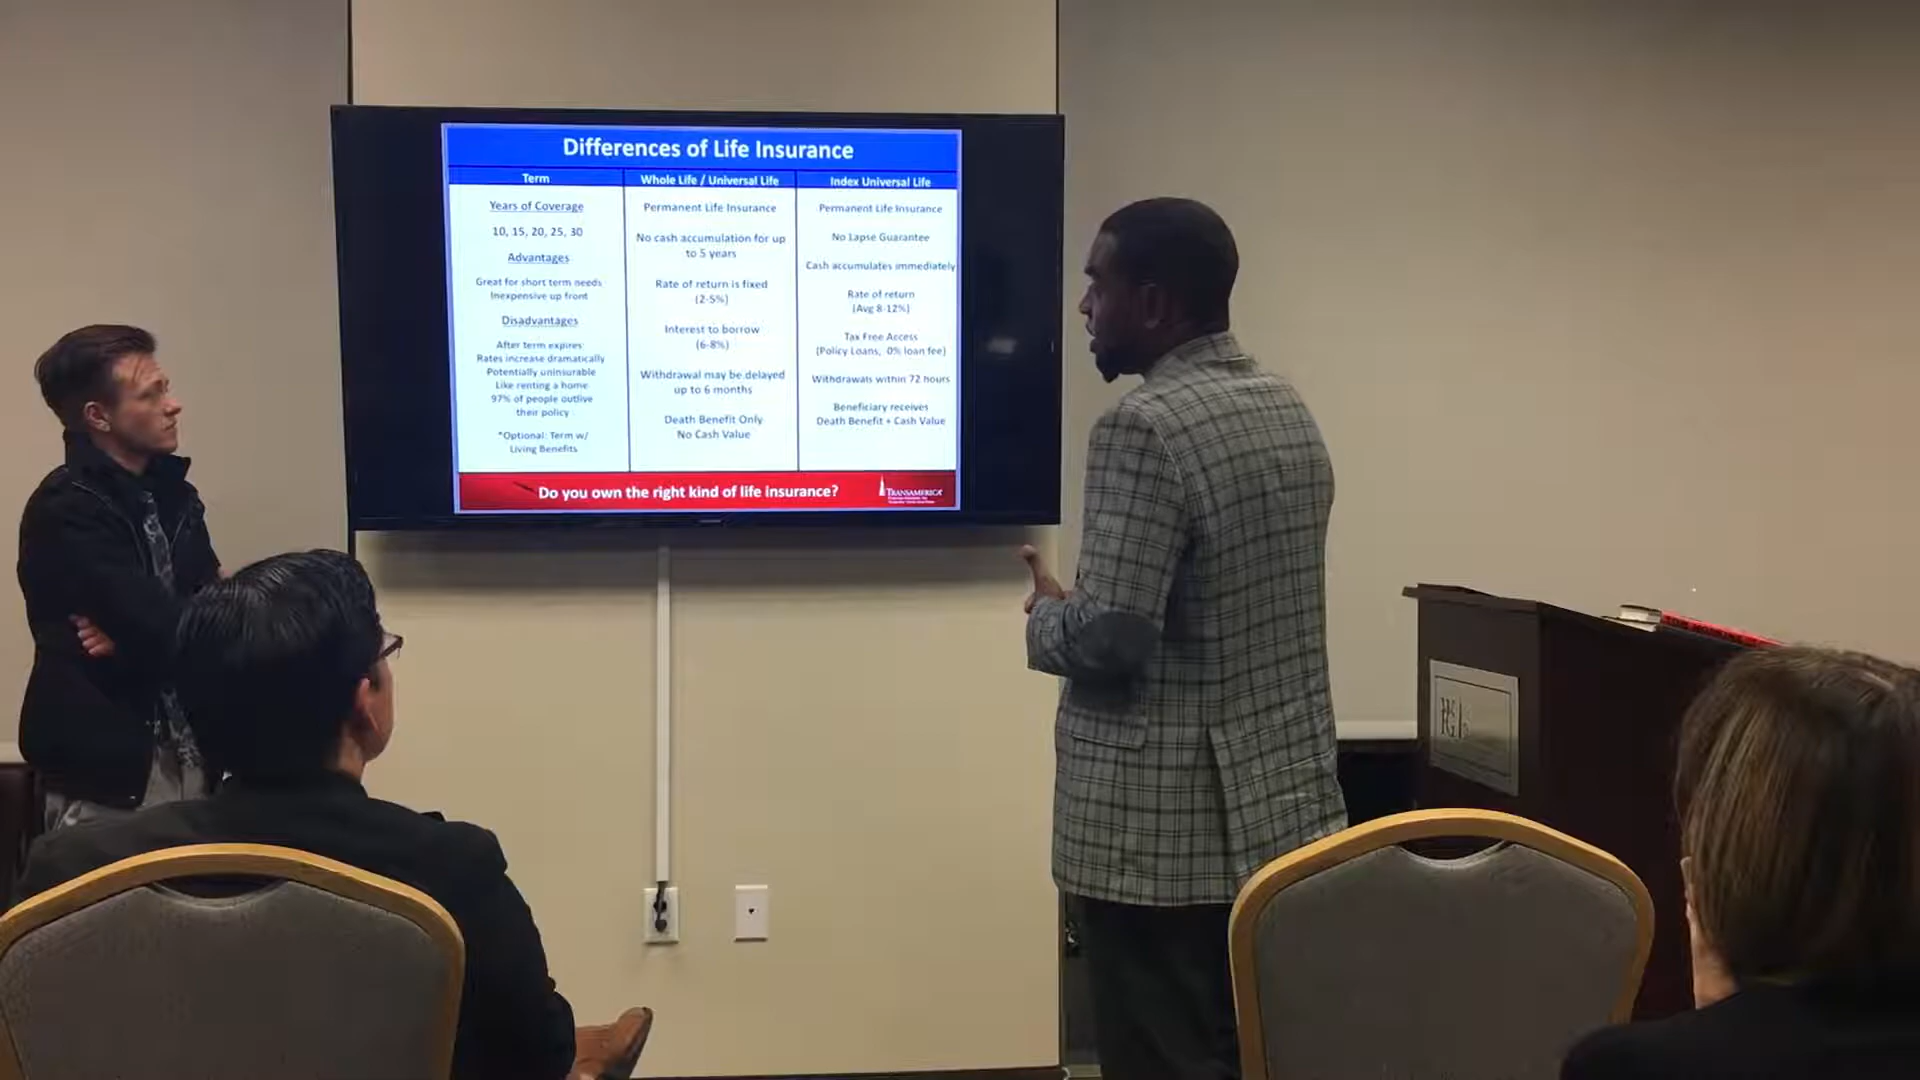 Differences of Life Insurance
Term
Years of Coverage
10, 15, 20, 25, 30
Advantages
Great for short term needs
Inexpensive up front
Disadvantages
After term expires:
Rates increase dramatically
Potentially uninsurable
Like renting a home
97% of people outlive
their policy
*Optional: Term w/
Living Benefits
Whole Life / Universal Life
Permanent Life Insurance
No cash accumulation for up
to 5 years
Rate of return is fixed
(2-5%)
Interest to borrow
(6-8%)
Withdrawal may be delayed
up to 6 months
Death Benefit Only
No Cash Value
Index Universal Life
Permanent Life Insurance
No Lapse Guarantee
Cash accumulates immediately
Rate of return
(Avg 8-12%)
Tax Free Access
(Policy Loans, 0% loan fee)
Withdrawals within 72 hours
Beneficiary receives
Death Benefit + Cash Value
Do you own the right kind of life insurance?
TRANSAMERICA